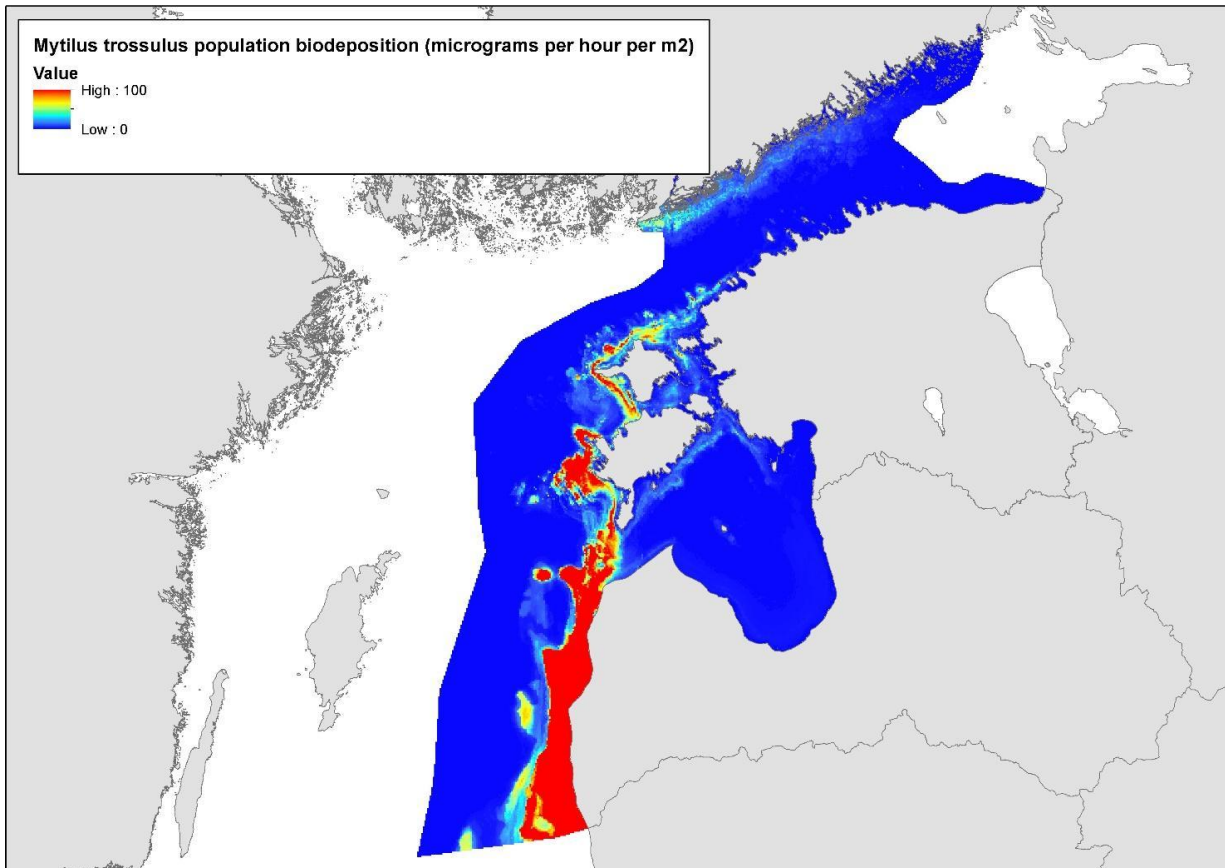 Mytilus trossulus population biodeposition (micrograms per hour per m2)
Value
High : 100
Low : 0